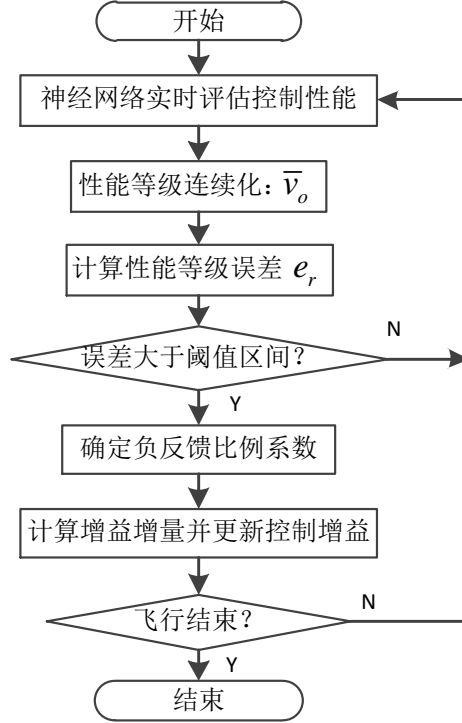 开始
神经网络实时评估控制性能
性能等级连续化：v̅ₒ
计算性能等级误差 eᵣ
误差大于阈值区间？
N
Y
确定负反馈比例系数
计算增益增量并更新控制增益
飞行结束？
N
Y
结束